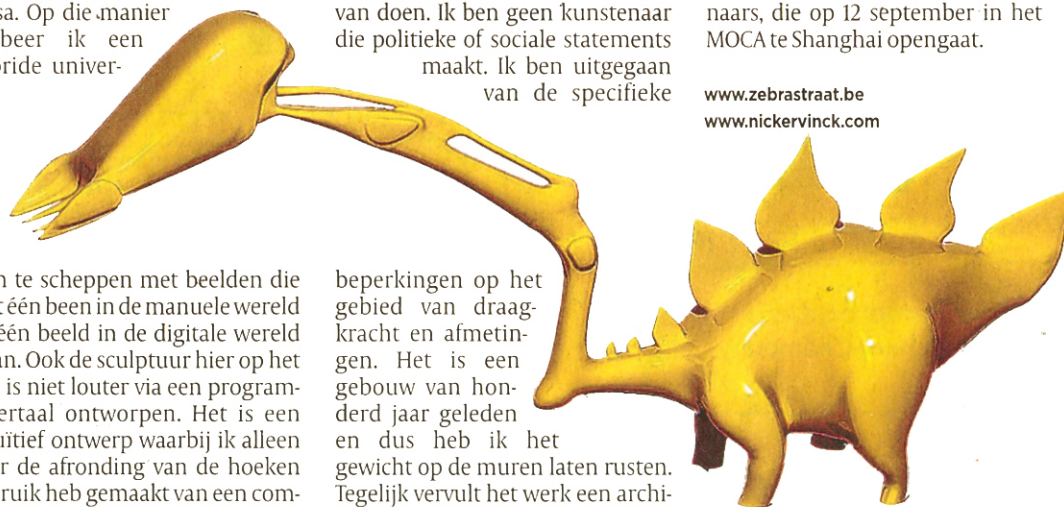 sa. Op die manier
beer ik een
ride univer-
n te scheppen met beelden die
t één been in de manuele wereld
één beeld in de digitale wereld
an. Ook de sculptuur hier op het
is niet louter via een program-
ertaal ontworpen. Het is een
uïtief ontwerp waarbij ik alleen
r de afronding van de hoeken
ruik heb gemaakt van een com-
van doen. Ik ben geen kunstenaar
die politieke of sociale statements
maakt. Ik ben uitgegaan
van de specifieke
beperkingen op het
gebied van draag-
kracht en afmetin-
gen. Het is een
gebouw van hon-
derd jaar geleden
en dus heb ik het
gewicht op de muren laten rusten.
Tegelijk vervult het werk een archi-
naars, die op 12 september in het
MOCA te Shanghai opengaat.
www.zebrastraat.be
www.nickervinck.com